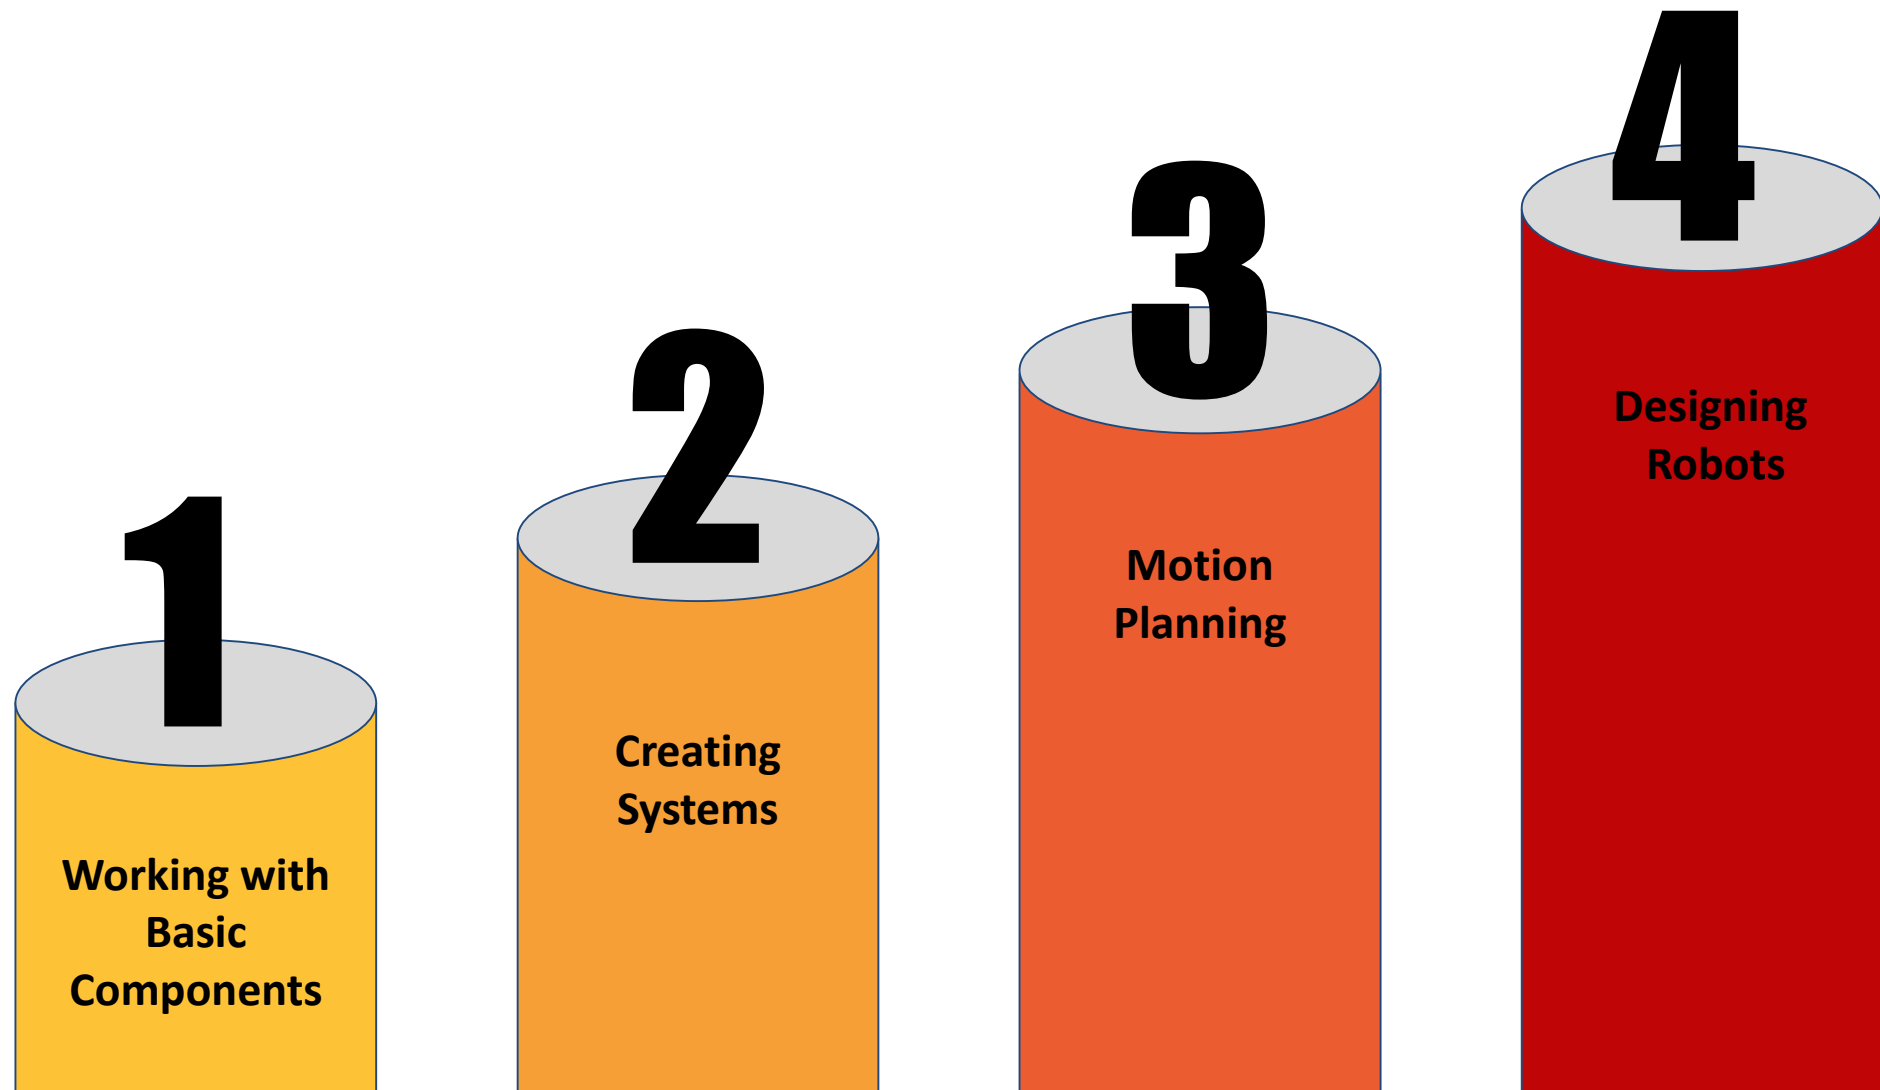 1
Working with
Basic
Components
2
Creating
Systems
3
Motion
Planning
4
Designing
Robots